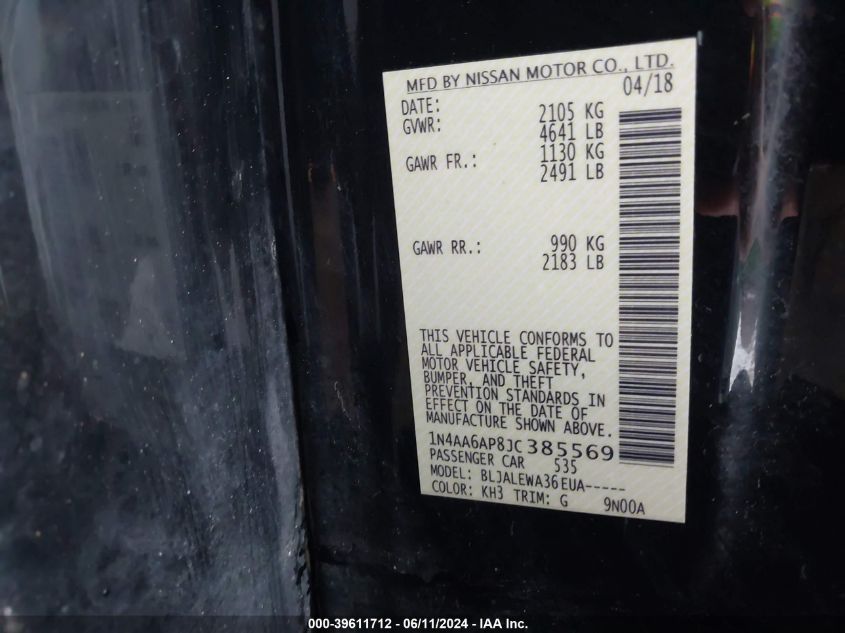 MFD BY NISSAN MOTOR CO., LTD.
DATE: 04/18
GVWR: 2105 KG
4641 LB
GAWR FR.: 1130 KG
2491 LB
GAWR RR.: 990 KG
2183 LB
THIS VEHICLE CONFORMS TO
ALL APPLICABLE FEDERAL
MOTOR VEHICLE SAFETY,
BUMPER, AND THEFT
PREVENTION STANDARDS IN
EFFECT ON THE DATE OF
MANUFACTURE SHOWN ABOVE.
1N4AA6AP8JC385569
PASSENGER CAR 535
MODEL: BLJALEWA36EUA-----
COLOR: KH3 TRIM: G 9N00A
000-39611712 - 06/11/2024 - IAA Inc.